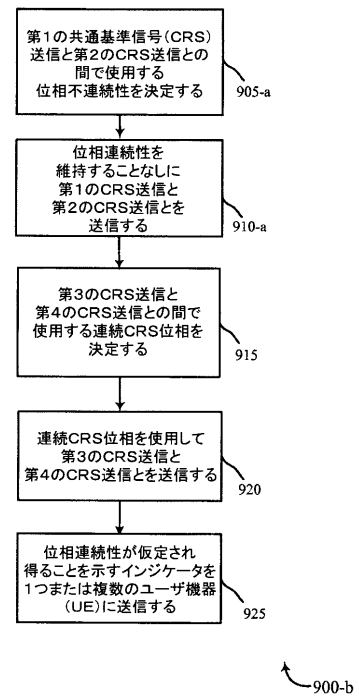 第１の共通基準信号（ＣＲＳ）
送信と第２のＣＲＳ送信との
間で使用する
位相不連続性を決定する
905-a
位相連続性を
維持することなしに
第１のＣＲＳ送信と
第２のＣＲＳ送信とを
送信する
910-a
第３のＣＲＳ送信と
第４のＣＲＳ送信との間で
使用する連続ＣＲＳ位相を
決定する
915
連続ＣＲＳ位相を使用して
第３のＣＲＳ送信と
第４のＣＲＳ送信とを送信する
920
位相連続性が仮定され
得ることを示すインジケータを
１つまたは複数のユーザ機器
（ＵＥ）に送信する
925
900-b